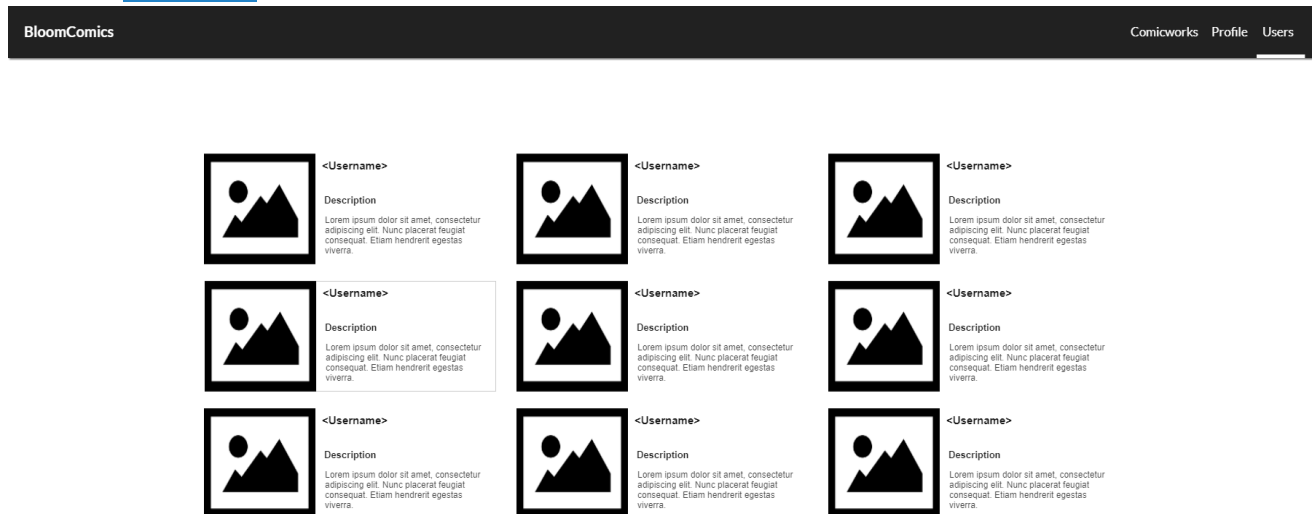 BloomComics
Comicworks Profile Users
<Username>
Description
Lorem ipsum dolor sit amet, consectetur
adipiscing elit. Nunc placerat feugiat
consequat. Etiam hendrerit egestas
viverra.
<Username>
Description
Lorem ipsum dolor sit amet, consectetur
adipiscing elit. Nunc placerat feugiat
consequat. Etiam hendrerit egestas
viverra.
<Username>
Description
Lorem ipsum dolor sit amet, consectetur
adipiscing elit. Nunc placerat feugiat
consequat. Etiam hendrerit egestas
viverra.
<Username>
Description
Lorem ipsum dolor sit amet, consectetur
adipiscing elit. Nunc placerat feugiat
consequat. Etiam hendrerit egestas
viverra.
<Username>
Description
Lorem ipsum dolor sit amet, consectetur
adipiscing elit. Nunc placerat feugiat
consequat. Etiam hendrerit egestas
viverra.
<Username>
Description
Lorem ipsum dolor sit amet, consectetur
adipiscing elit. Nunc placerat feugiat
consequat. Etiam hendrerit egestas
viverra.
<Username>
Description
Lorem ipsum dolor sit amet, consectetur
adipiscing elit. Nunc placerat feugiat
consequat. Etiam hendrerit egestas
viverra.
<Username>
Description
Lorem ipsum dolor sit amet, consectetur
adipiscing elit. Nunc placerat feugiat
consequat. Etiam hendrerit egestas
viverra.
<Username>
Description
Lorem ipsum dolor sit amet, consectetur
adipiscing elit. Nunc placerat feugiat
consequat. Etiam hendrerit egestas
viverra.